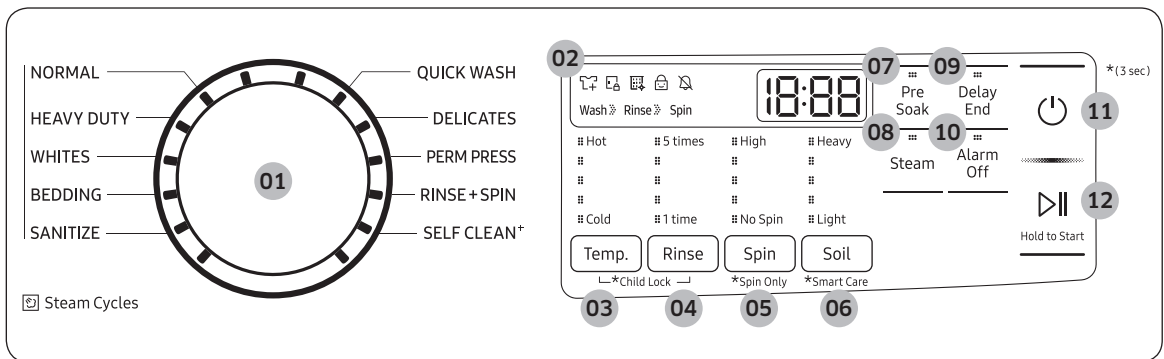 NORMAL
HEAVY DUTY
WHITES
BEDDING
SANITIZE
01
QUICK WASH
DELICATES
PERM PRESS
RINSE+SPIN
SELF CLEAN+
Steam Cycles
02
Wash Rinse Spin
18:88
Hot
Cold
5 times
1 time
High
No Spin
Heavy
Light
Temp.
Rinse
Spin
Soil
*Child Lock
*Spin Only
*Smart Care
03
04
05
06
07
Pre
Soak
08
Steam
09
Delay
End
10
Alarm
Off
*(3 sec)
11
12
Hold to Start